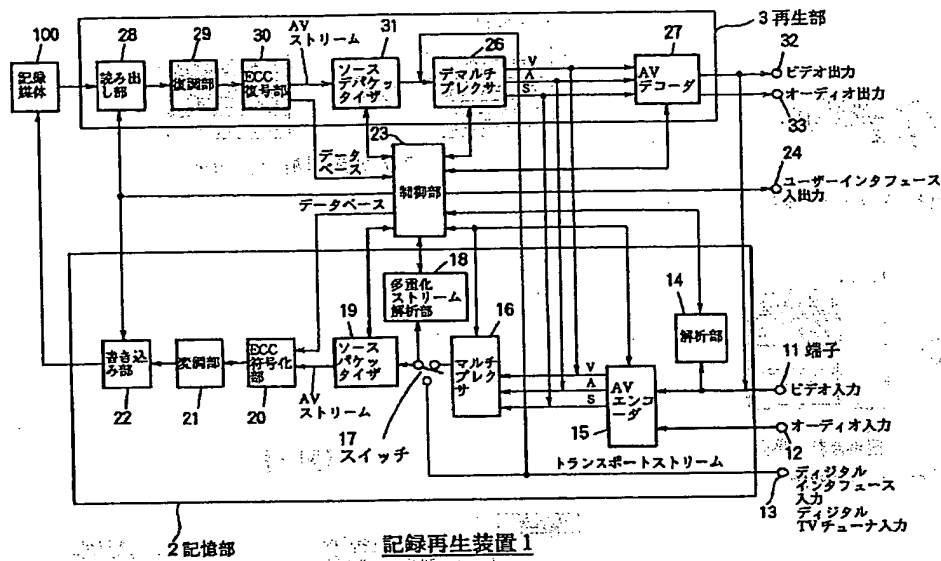 3 再生部
100
28
29
30
AV
ストリーム
31
26
27
32
記録
媒体
読み出
し部
復調部
ECC
復号部
ソース
デパケッ
タイザ
デマルチ
プレクサ
V
A
S
AV
デコーダ
ビデオ出力
オーディオ出力
33
23
データ
ベース
制御部
24
ユーザーインタフェース
入出力
データベース
18
多重化
ストリーム
解析部
14
解析部
19
16
書き込
み部
変調部
ECC
符号化
部
ソース
パケッ
タイザ
マルチ
プレク
サ
V
A
S
AV
エンコ
ーダ
11 端子
ビデオ入力
22
21
20
AV
ストリーム
17
スイッチ
15
オーディオ入力
12
トランスポートストリーム
13
ディジタル
インタフェース
入力
ディジタル
TVチューナ入力
2 記憶部
記録再生装置1